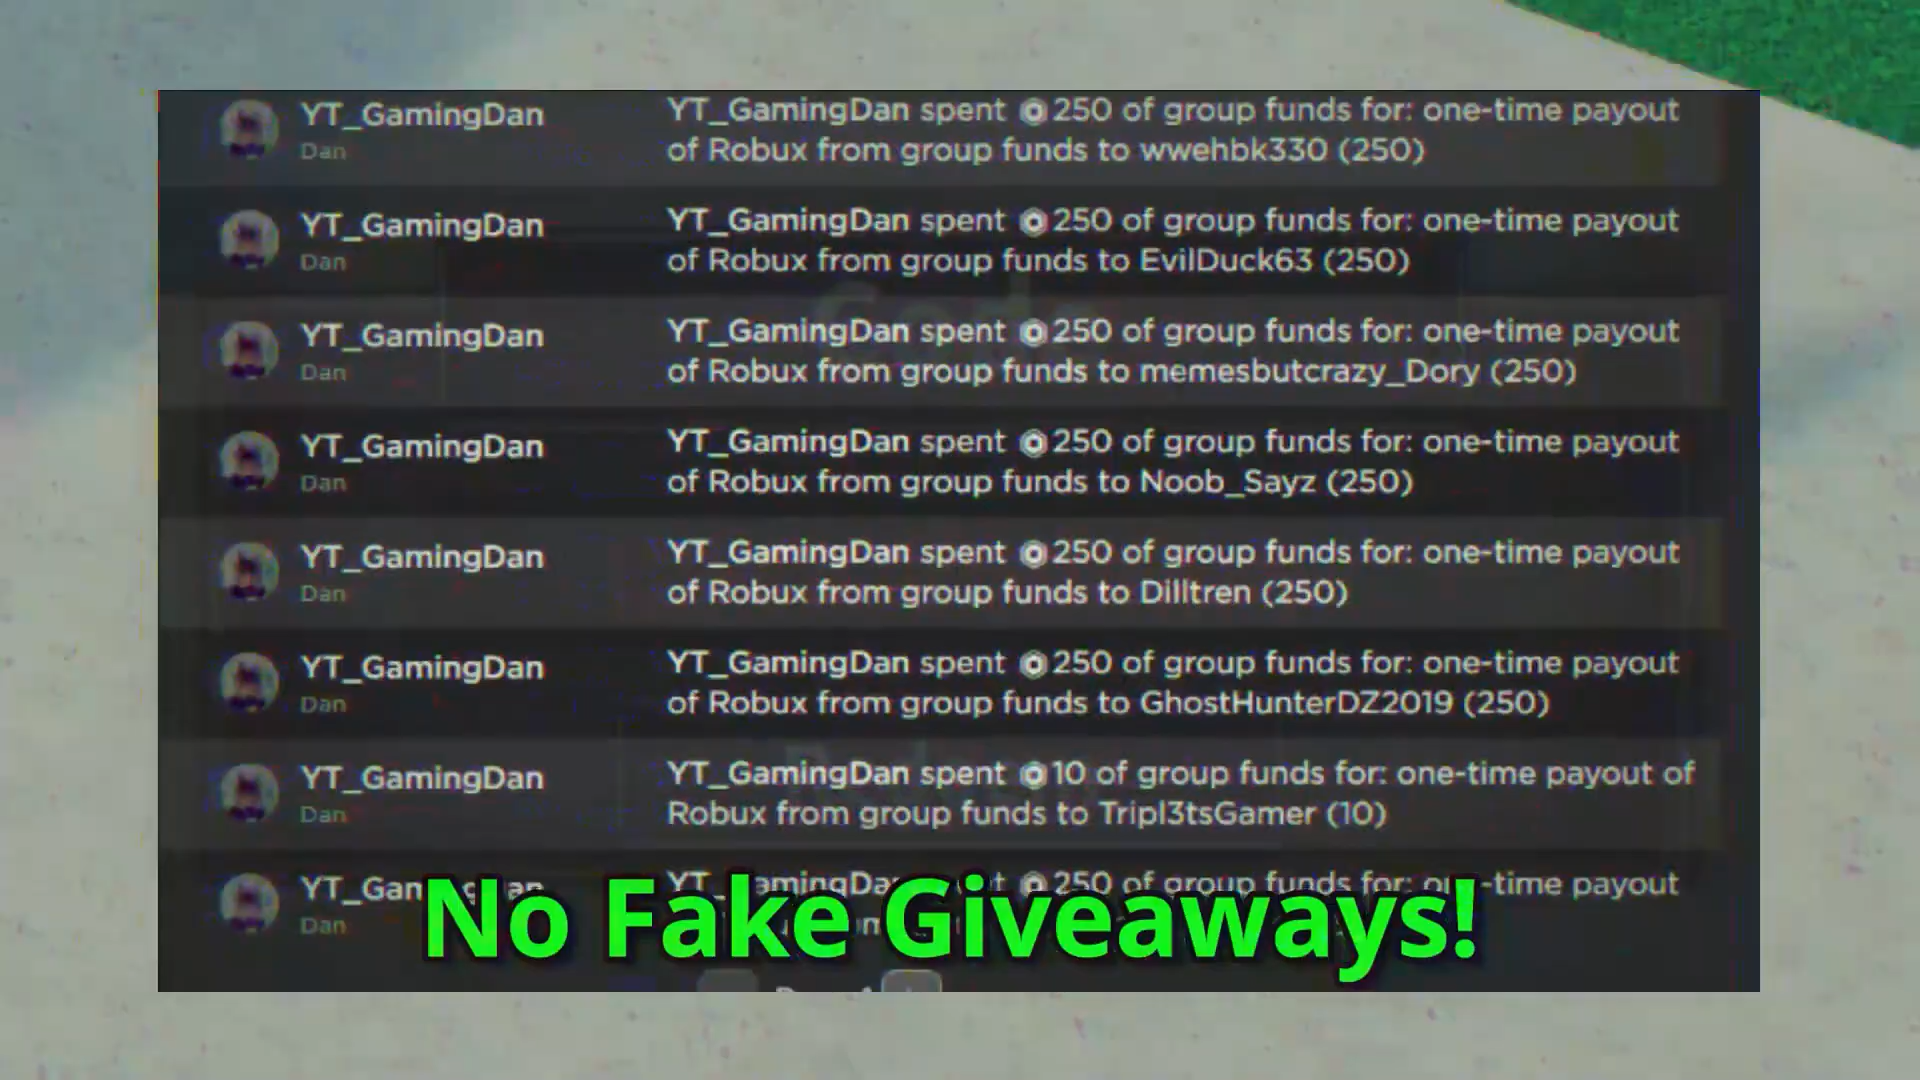 YT_GamingDan
Dan
YT_GamingDan spent 250 of group funds for: one-time payout
of Robux from group funds to wwehbk330 (250)
YT_GamingDan
Dan
YT_GamingDan spent 250 of group funds for: one-time payout
of Robux from group funds to EvilDuck63 (250)
YT_GamingDan
Dan
YT_GamingDan spent 250 of group funds for: one-time payout
of Robux from group funds to memesbutcrazy_Dory (250)
YT_GamingDan
Dan
YT_GamingDan spent 250 of group funds for: one-time payout
of Robux from group funds to Noob_Sayz (250)
YT_GamingDan
Dan
YT_GamingDan spent 250 of group funds for: one-time payout
of Robux from group funds to Dilltren (250)
YT_GamingDan
Dan
YT_GamingDan spent 250 of group funds for: one-time payout
of Robux from group funds to GhostHunterDZ2019 (250)
YT_GamingDan
Dan
YT_GamingDan spent 10 of group funds for: one-time payout of
Robux from group funds to Tripl3tsGamer (10)
YT_GamingDan
Dan
250 of group funds for: one-time payout
No Fake Giveaways!